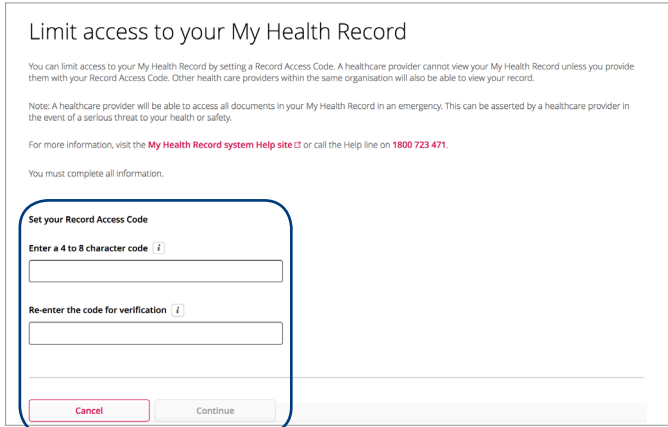 Limit access to your My Health Record
You can limit access to your My Health Record by setting a Record Access Code. A healthcare provider cannot view your My Health Record unless you provide
them with your Record Access Code. Other health care providers within the same organisation will also be able to view your record.
Note: A healthcare provider will be able to access all documents in your My Health Record in an emergency. This can be asserted by a healthcare provider in
the event of a serious threat to your health or safety.
For more information, visit the My Health Record system Help site or call the Help line on 1800 723 471.
You must complete all information.
Set your Record Access Code
Enter a 4 to 8 character code i
Re-enter the code for verification i
Cancel Continue